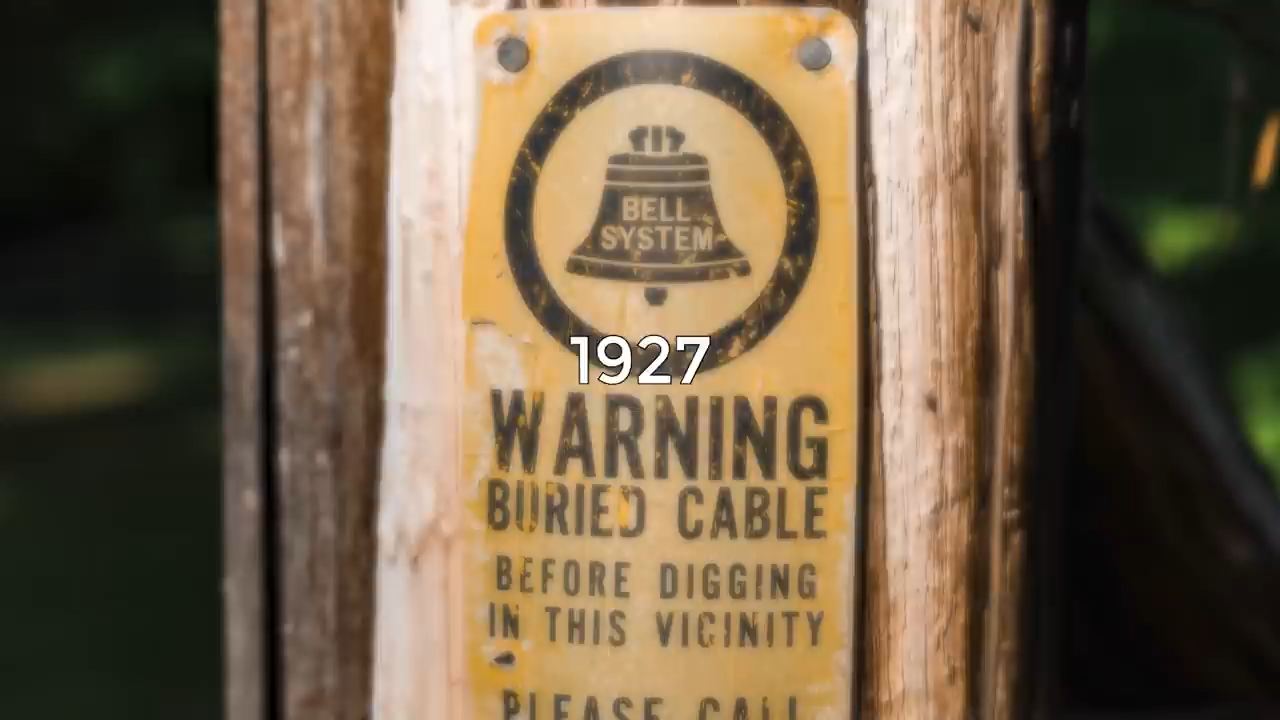 BELL
SYSTEM
1927
WARNING
BURIED CABLE
BEFORE DIGGING
IN THIS VICINITY
PLEASE CALL